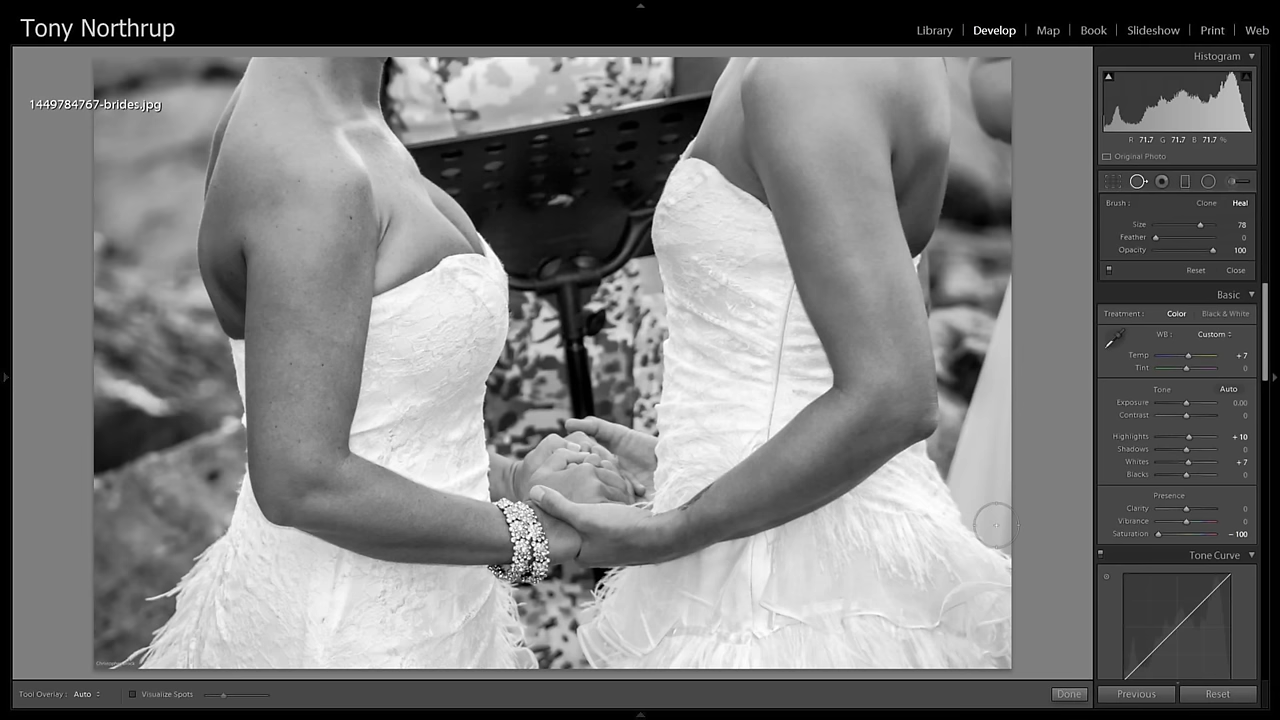 Tony Northrup
Library | Develop | Map | Book | Slideshow | Print | Web
1449784767-brides.jpg
Histogram
R 71.7 G 71.7 B 71.7 %
Original Photo
Brush : Clone Heal
Size 78
Feather 0
Opacity 100
Reset Close
Basic
Treatment : Color Black & White
WB : Custom
Temp + 7
Tint 0
Tone Auto
Exposure 0.00
Contrast 0
Highlights + 10
Shadows 0
Whites + 7
Blacks 0
Presence
Clarity 0
Vibrance 0
Saturation - 100
Tone Curve
Tool Overlay : Auto Visualize Spots Done
Previous Reset